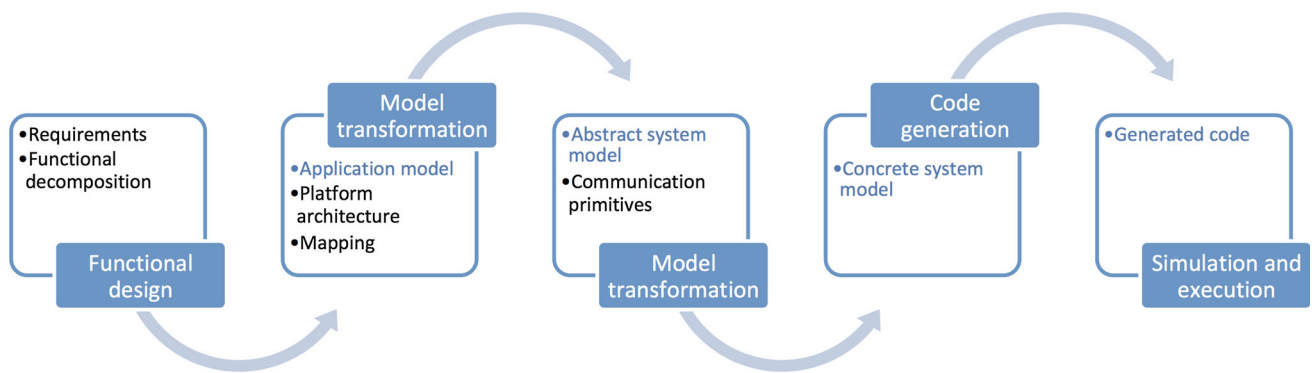 •Requirements
•Functional
decomposition
Functional
design
Model
transformation
•Application model
•Platform
architecture
•Mapping
•Abstract system
model
•Communication
primitives
Model
transformation
Code
generation
•Concrete system
model
•Generated code
Simulation and
execution